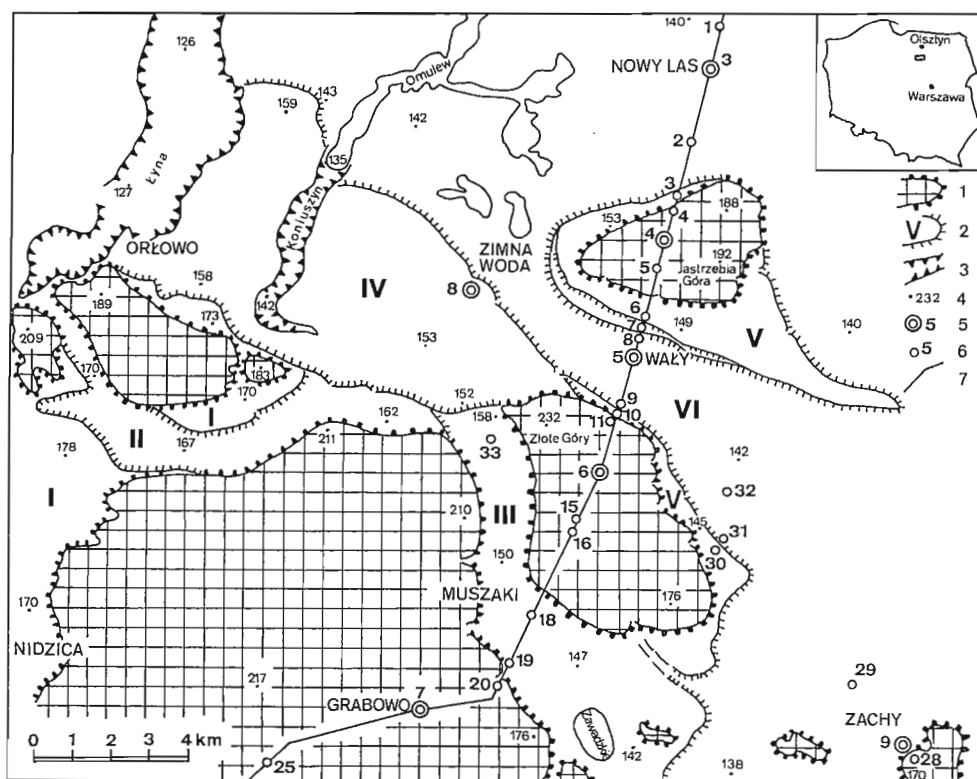 140
1
Olsztyn
Warszawa
126
NOWY LAS
3
Omulew
143
159
142
2
135
Łyna
127
Koniuszyn
3
4
188
1
153
V
2
ORŁOWO
ZIMNA
WODA
4
192
3
5
Jastrzębia
Góra
158
IV
8
232
4
189
142
5
5
173
6
149
140
5
6
209
7
V
153
8
5
WAŁY
7
170
183
170
I
152
9
VI
162
158
232
10
11
II
167
211
Złote Góry
178
33
142
6
I
V
32
210
III
15
145
31
16
30
150
170
MUSZAKI
176
18
NIDZICA
19
147
20
29
217
7
GRABOWO
ZACHY
Zawadzkie
9
0 1 2 3 4 km
176
142
28
25
138
170